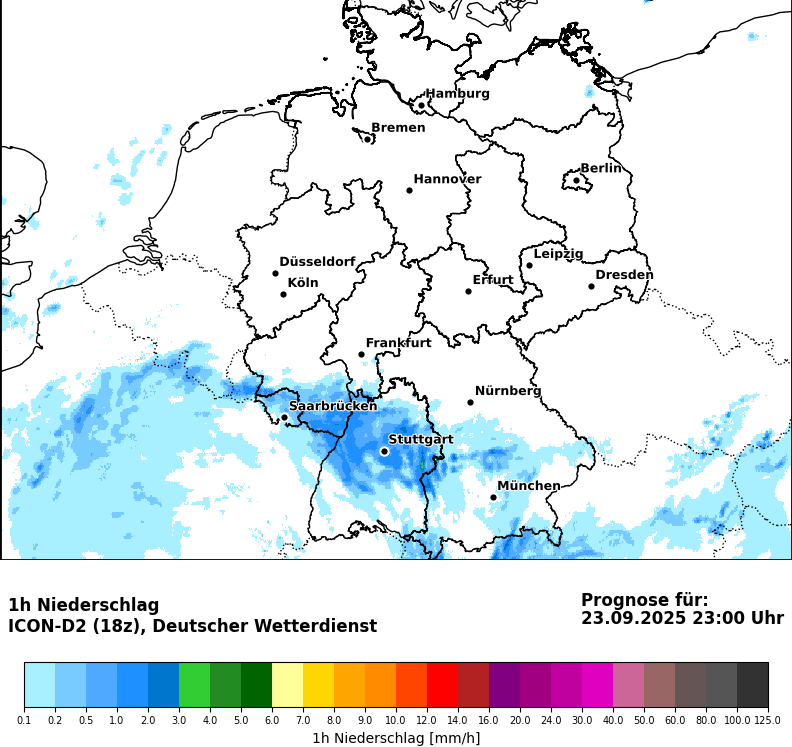 Hamburg
Bremen
Berlin
Hannover
Leipzig
Düsseldorf
Dresden
Köln
Erfurt
Frankfurt
Nürnberg
Saarbrücken
Stuttgart
München
1h Niederschlag
ICON-D2 (18z), Deutscher Wetterdienst
Prognose für:
23.09.2025 23:00 Uhr
0.1 0.2 0.5 1.0 2.0 3.0 4.0 5.0 6.0 7.0 9.0 10.0 12.0 14.0 16.0 20.0 24.0 30.0 40.0 50.0 60.0 80.0 100.0 125.0
1h Niederschlag [mm/h]